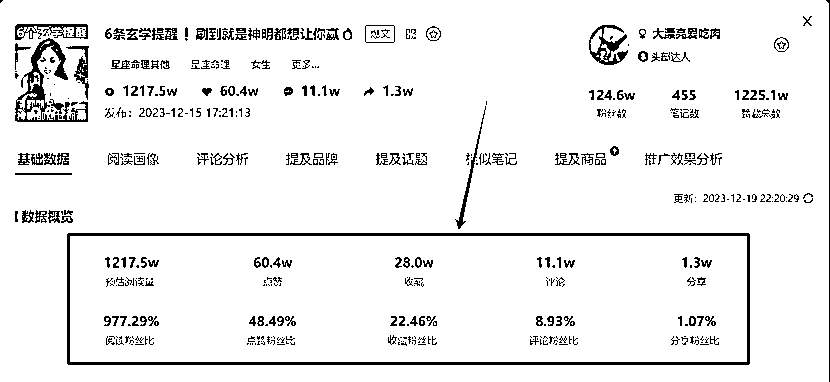 6个玄学提醒
6条玄学提醒！刷到就是神明都想让你赢
图文
星座命理其他 星座命理 女生 更多...
1217.5w 60.4w 11.1w 1.3w
发布：2023-12-15 17:21:13
大漂亮要吃肉
头部达人
124.6w 455 1225.1w
粉丝数 笔记数 赞藏总数
基础数据 阅读画像 评论分析 提及品牌 提及话题 相似笔记 提及商品 推广效果分析
更新：2023-12-19 22:20:29
数据概览
1217.5w 60.4w 28.0w 11.1w 1.3w
预估阅读量 点赞 收藏 评论 分享
977.29% 48.49% 22.46% 8.93% 1.07%
阅读粉丝比 点赞粉丝比 收藏粉丝比 评论粉丝比 分享粉丝比